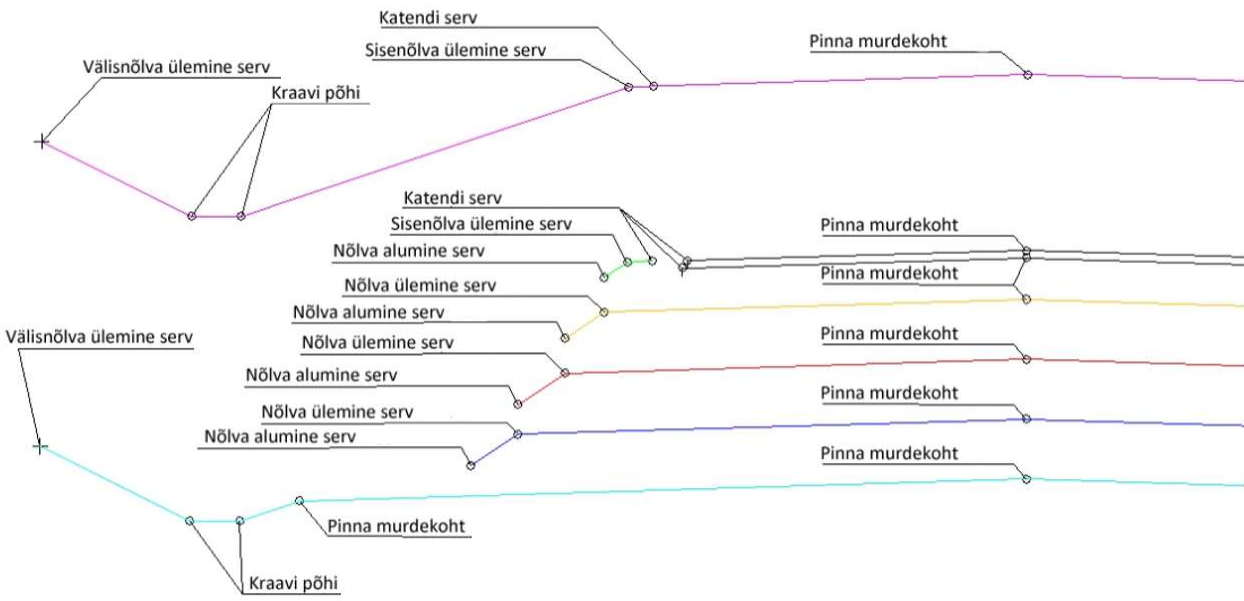 Katendi serv
Sisenõlva ülemine serv
Pinna murdekoht
Välisnõlva ülemine serv
Kraavi põhi
Katendi serv
Sisenõlva ülemine serv
Pinna murdekoht
Nõlva alumine serv
Pinna murdekoht
Nõlva ülemine serv
Nõlva alumine serv
Välisnõlva ülemine serv
Pinna murdekoht
Nõlva ülemine serv
Nõlva alumine serv
Pinna murdekoht
Nõlva ülemine serv
Nõlva alumine serv
Pinna murdekoht
Pinna murdekoht
Kraavi põhi